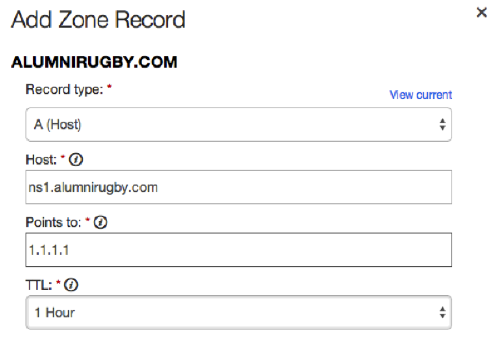 Add Zone Record
×
ALUMNIRUGBY.COM
Record type: *
View current
A (Host)
Host: *
ns1.alumnirugby.com
Points to: *
1.1.1.1
TTL: *
1 Hour